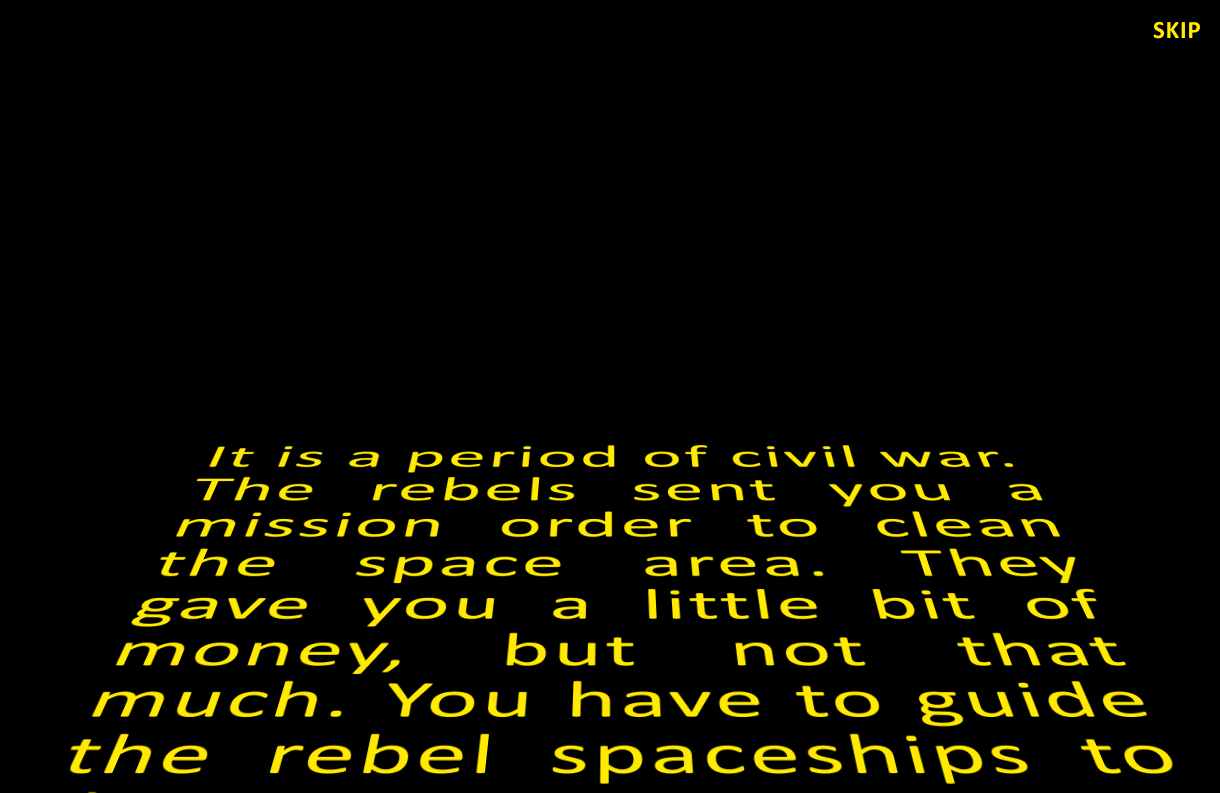 SKIP
It is a period of civil war.
The rebels sent you a
mission order to clean
the space area. They
gave you a little bit of
money, but not that
much. You have to guide
the rebel spaceships to